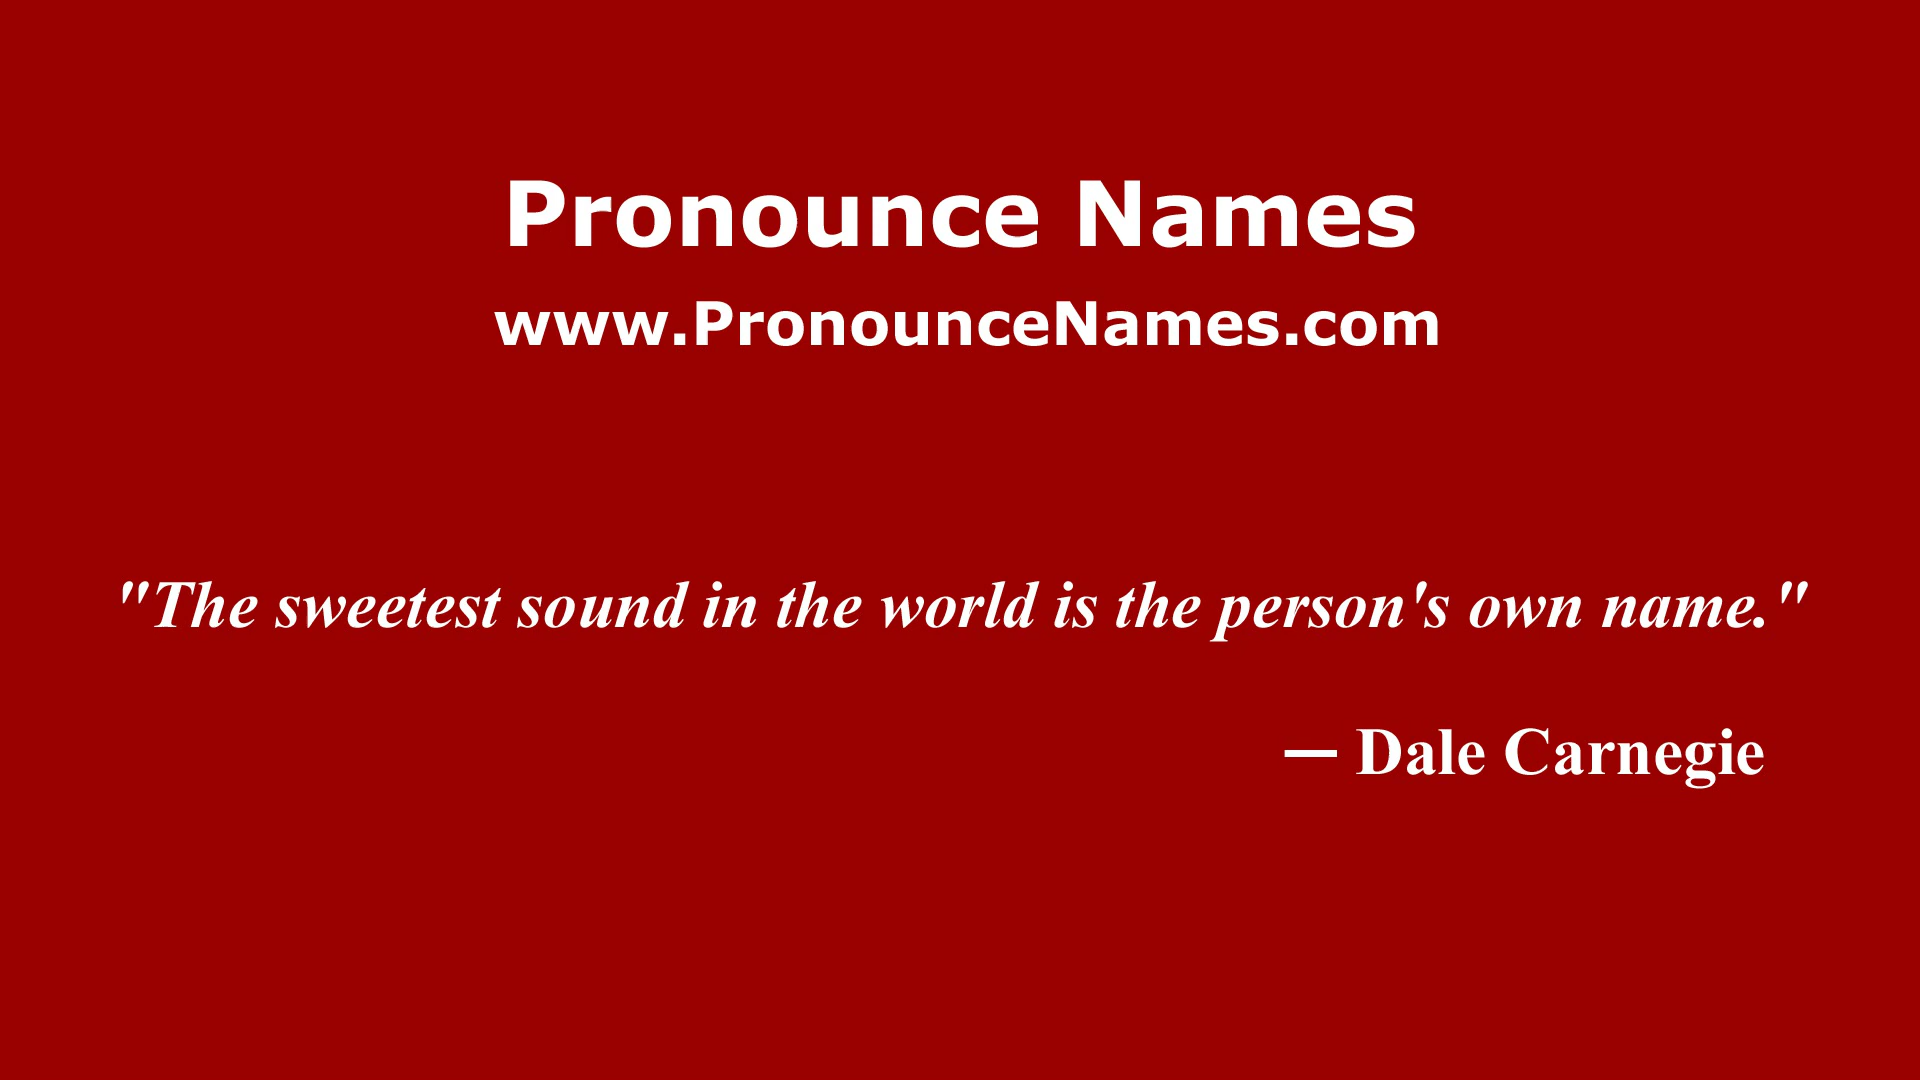 Pronounce Names
www.PronounceNames.com
"The sweetest sound in the world is the person's own name."
— Dale Carnegie